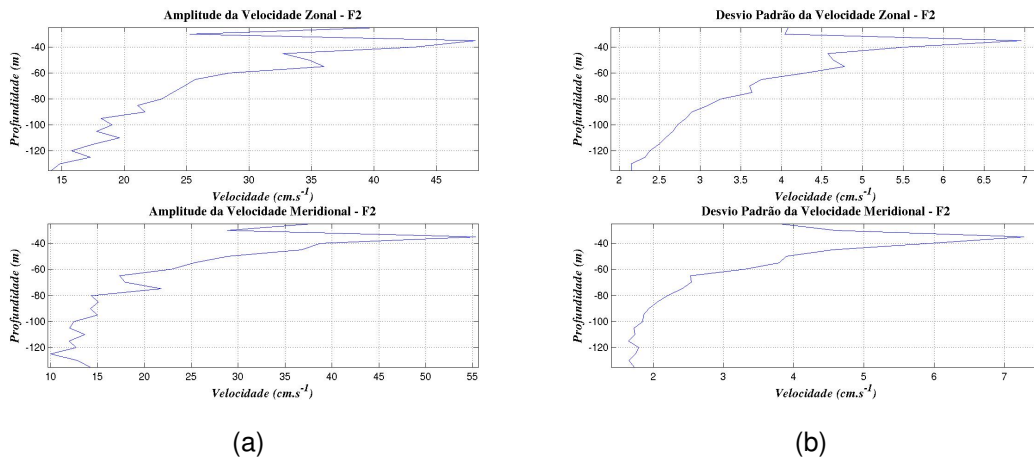 Amplitude da Velocidade Zonal - F2
-40
-60
-80
-100
-120
Profundidade (m)
15 20 25 30 35 40 45
Velocidade (cm.s-1)
Amplitude da Velocidade Meridional - F2
-40
-60
-80
-100
-120
Profundidade (m)
10 15 20 25 30 35 40 45 50 55
Velocidade (cm.s-1)
(a)
Desvio Padrão da Velocidade Zonal - F2
-40
-60
-80
-100
-120
Profundidade (m)
2 2.5 3 3.5 4 4.5 5 5.5 6 6.5 7
Velocidade (cm.s-1)
Desvio Padrão da Velocidade Meridional - F2
-40
-60
-80
-100
-120
Profundidade (m)
2 3 4 5 6 7
Velocidade (cm.s-1)
(b)